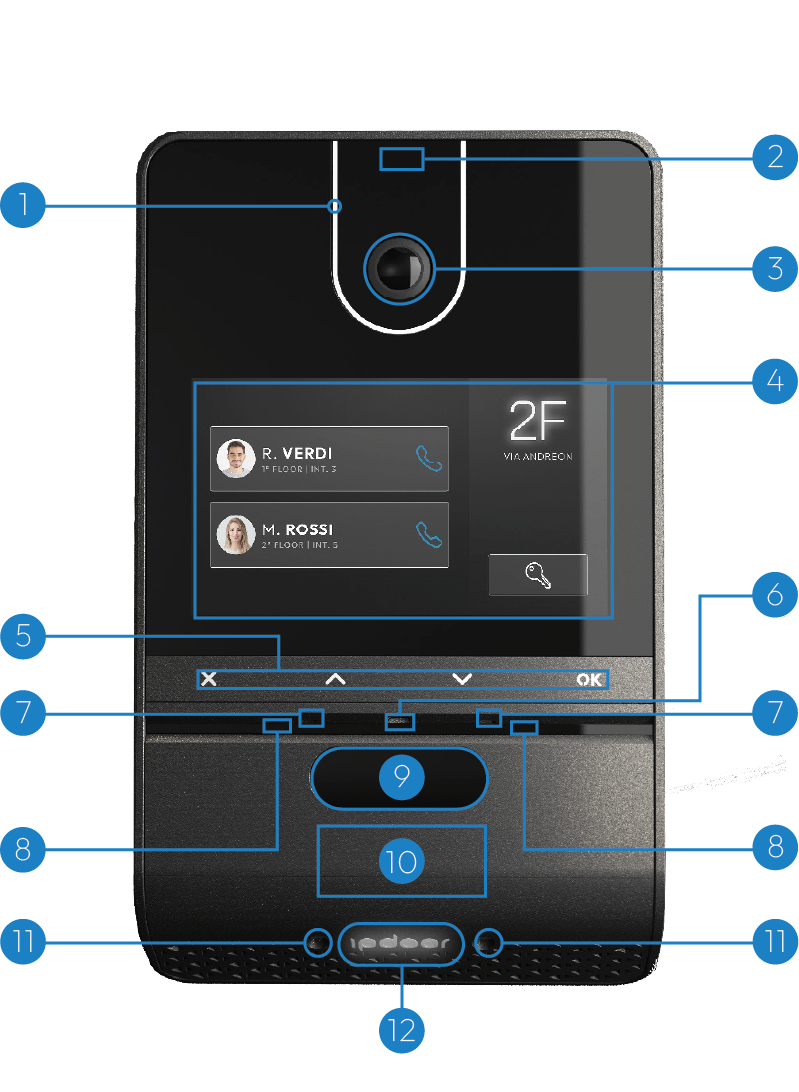 2
1
3
4
2F
VIA ANDREON
R. VERDI
1° FLOOR | INT. 3
M. ROSSI
2° FLOOR | INT. 5
6
5
OK
7
7
9
8
10
8
11
ipdoor
11
12